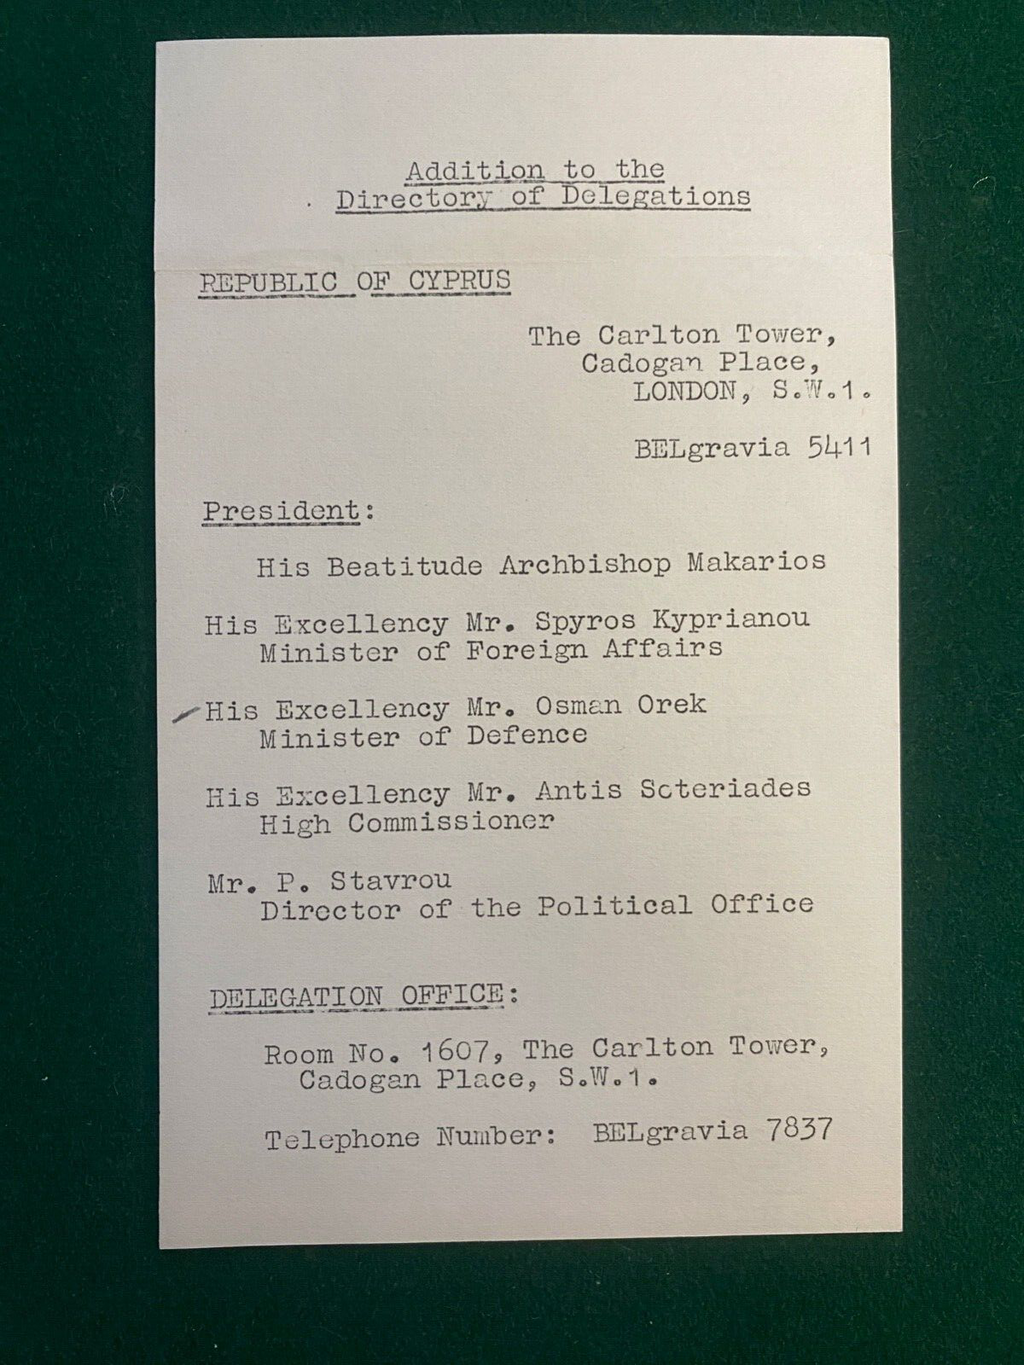 Addition to the
Directory of Delegations
REPUBLIC OF CYPRUS
The Carlton Tower,
Cadogan Place,
LONDON, S.W.1.
BELgravia 5411
President:
His Beatitude Archbishop Makarios
His Excellency Mr. Spyros Kyprianou
Minister of Foreign Affairs
His Excellency Mr. Osman Orek
Minister of Defence
His Excellency Mr. Antis Soteriades
High Commissioner
Mr. P. Stavrou
Director of the Political Office
DELEGATION OFFICE:
Room No. 1607, The Carlton Tower,
Cadogan Place, S.W.1.
Telephone Number: BELgravia 7837